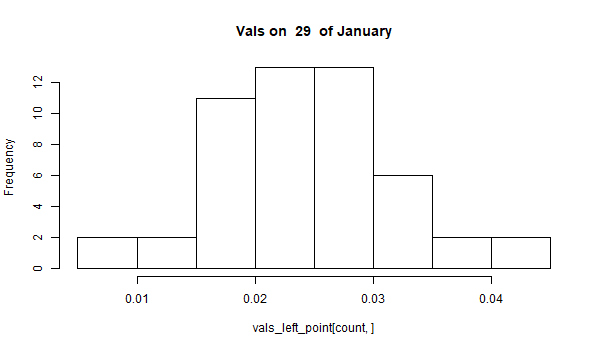 Vals on  29  of January
Frequency
12
10
8
6
4
2
0
0.01 0.02 0.03 0.04
vals_left_point[count, ]